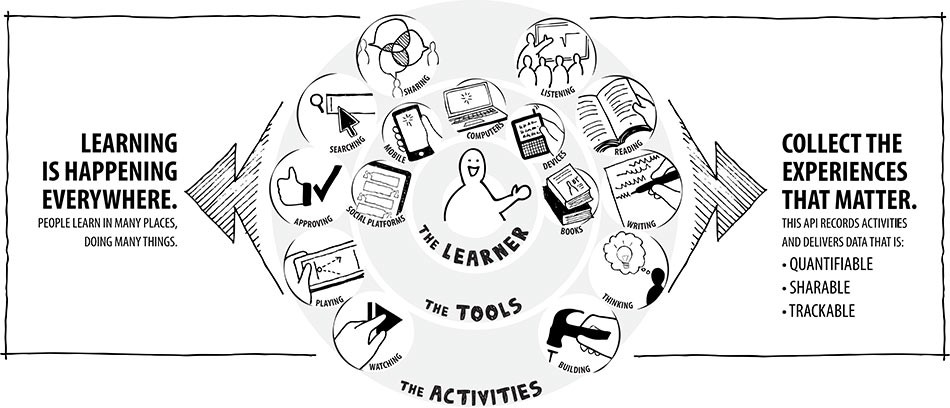 LEARNING
IS HAPPENING
EVERYWHERE.
PEOPLE LEARN IN MANY PLACES,
DOING MANY THINGS.
SHARING
LISTENING
SEARCHING
MOBILE
COMPUTERS
DEVICES
READING
APPROVING
SOCIAL PLATFORMS
BOOKS
WRITING
THE LEARNER
PLAYING
THINKING
THE TOOLS
WATCHING
BUILDING
THE ACTIVITIES
COLLECT THE
EXPERIENCES
THAT MATTER.
THIS API RECORDS ACTIVITIES
AND DELIVERS DATA THAT IS:
• QUANTIFIABLE
• SHARABLE
• TRACKABLE